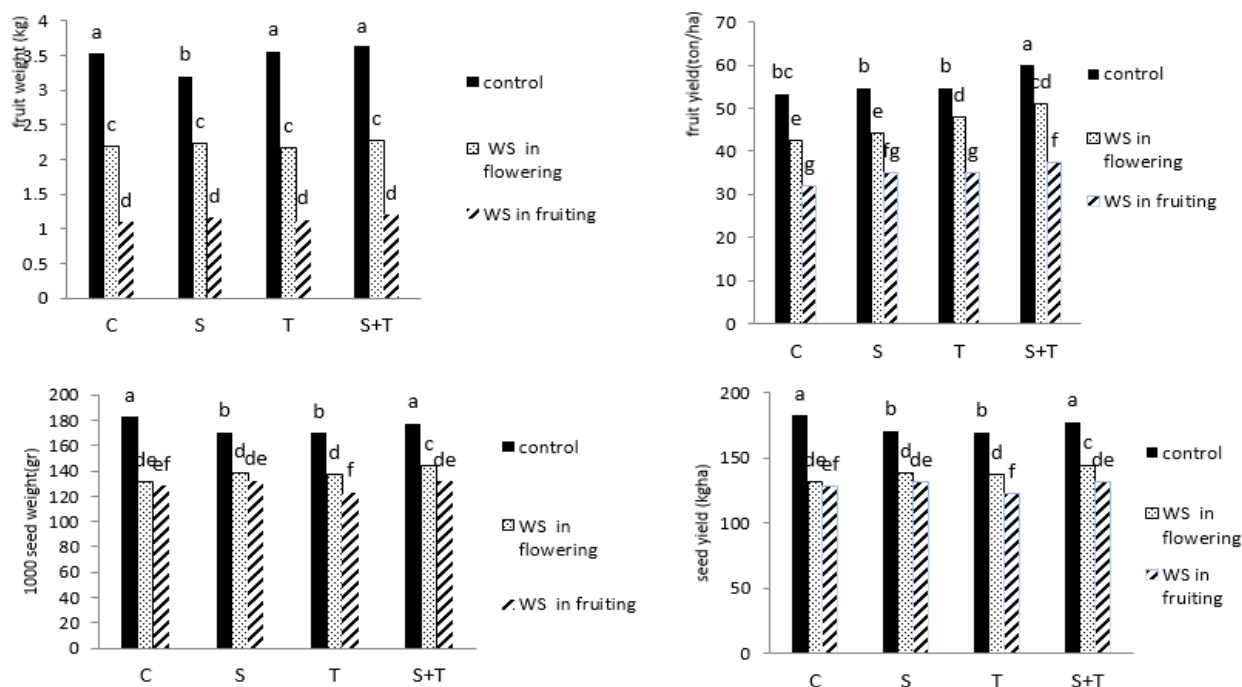 fruit weight (kg)
4
3.5
3
2.5
2
1.5
1
0.5
0
a
c
d
b
c
d
a
c
d
a
c
d
C
S
T
S+T
control
WS in
flowering
WS in fruiting
fruit yield(ton/ha)
70
60
50
40
30
20
10
0
bc
e
g
b
e
fg
b
d
g
a
cd
f
C
S
T
S+T
control
WS in
flowering
WS in fruiting
1000 seed weight(gr)
200
180
160
140
120
100
80
60
40
20
0
a
de
ef
b
d
de
b
d
f
a
c
de
C
S
T
S+T
control
WS in
flowering
WS in fruiting
seed yield (kgha)
200
150
100
50
0
a
de
ef
b
d
de
b
d
f
a
c
de
C
S
T
S+T
control
WS in
flowering
WS in
fruiting